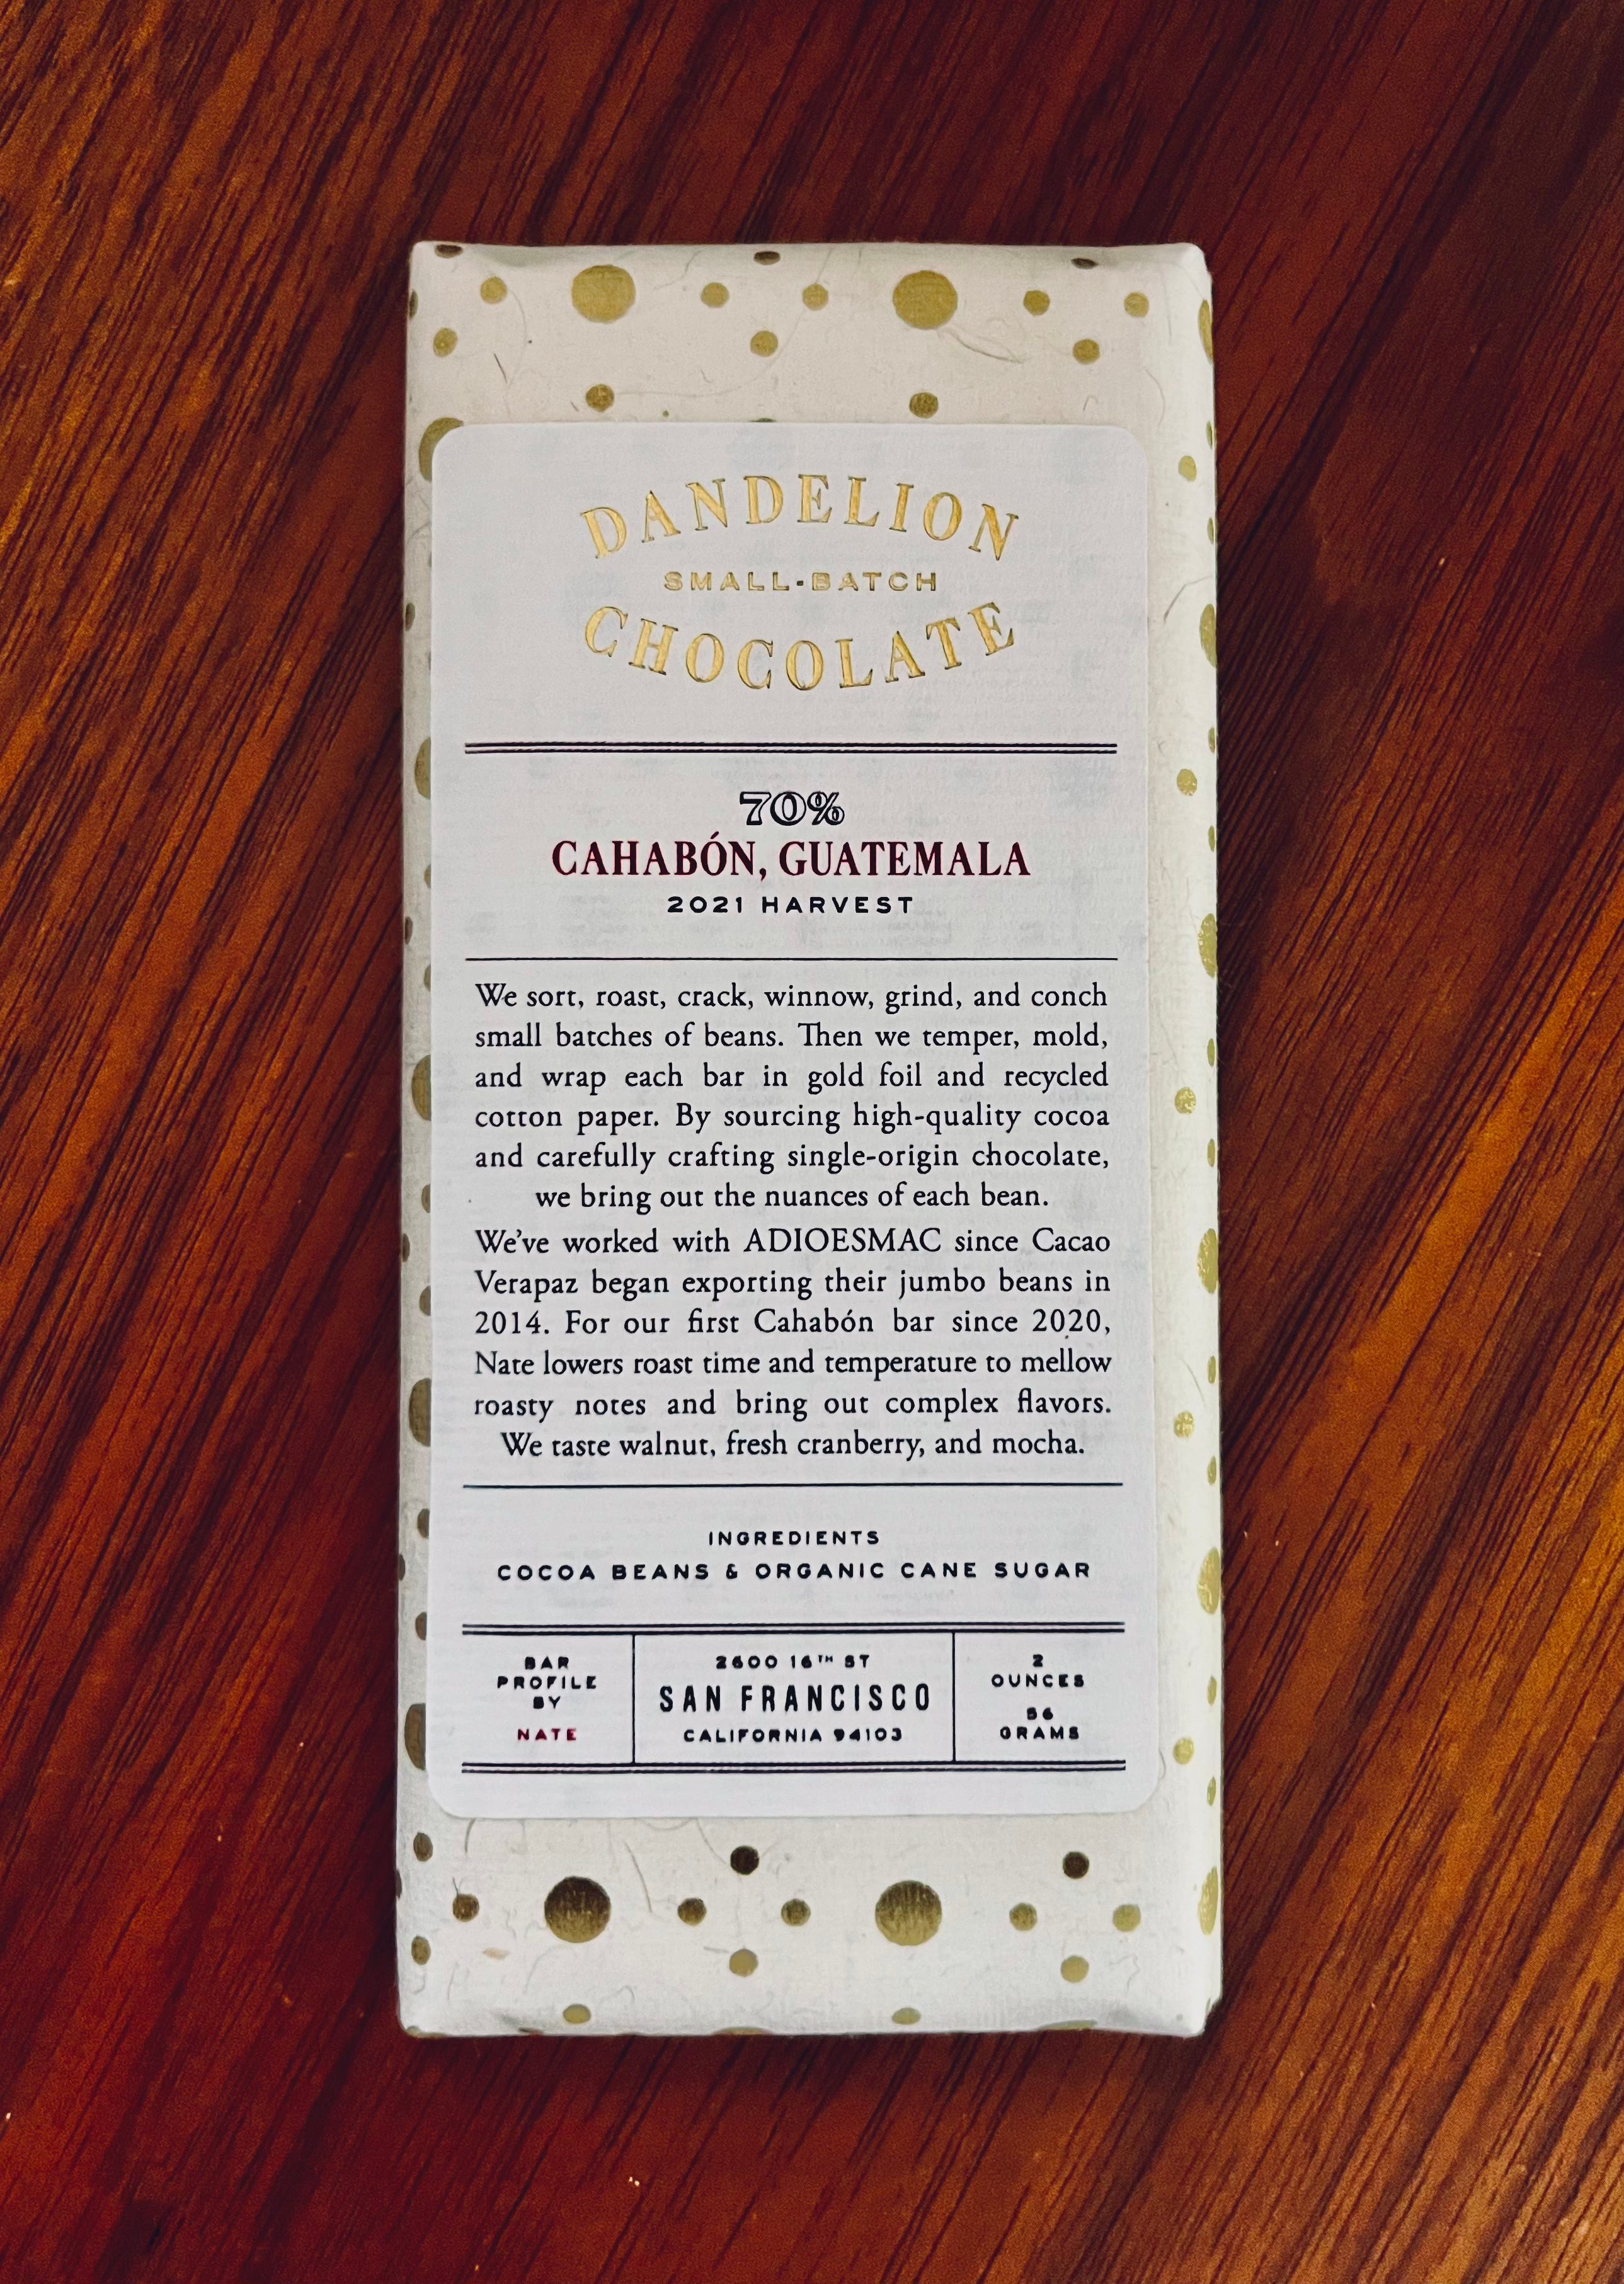 DANDELION
SMALL-BATCH
CHOCOLATE
70%
CAHABÓN, GUATEMALA
2021 HARVEST
We sort, roast, crack, winnow, grind, and conch
small batches of beans. Then we temper, mold,
and wrap each bar in gold foil and recycled
cotton paper. By sourcing high-quality cocoa
and carefully crafting single-origin chocolate,
we bring out the nuances of each bean.
We've worked with ADIOESMAC since Cacao
Verapaz began exporting their jumbo beans in
2014. For our first Cahabón bar since 2020,
Nate lowers roast time and temperature to mellow
roasty notes and bring out complex flavors.
We taste walnut, fresh cranberry, and mocha.
INGREDIENTS
COCOA BEANS & ORGANIC CANE SUGAR
BAR
PROFILE
BY
NATE
2600 16TH ST
SAN FRANCISCO
CALIFORNIA 94103
2
OUNCES
56
GRAMS